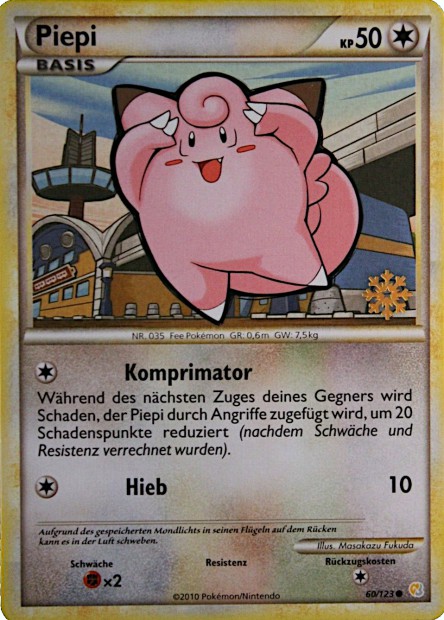 Piepi
KP 50
BASIS
NR. 035 Fee Pokémon GR: 0,6m GW: 7,5kg
Komprimator
Während des nächsten Zuges deines Gegners wird
Schaden, der Piepi durch Angriffe zugefügt wird, um 20
Schadenspunkte reduziert (nachdem Schwäche und
Resistenz verrechnet wurden).
Hieb 10
Aufgrund des gespeicherten Mondlichts in seinen Flügeln auf dem Rücken
kann es in der Luft schweben.
Illus. Masakazu Fukuda
Schwäche Resistenz Rückzugskosten
×2
©2010 Pokémon/Nintendo 60/123